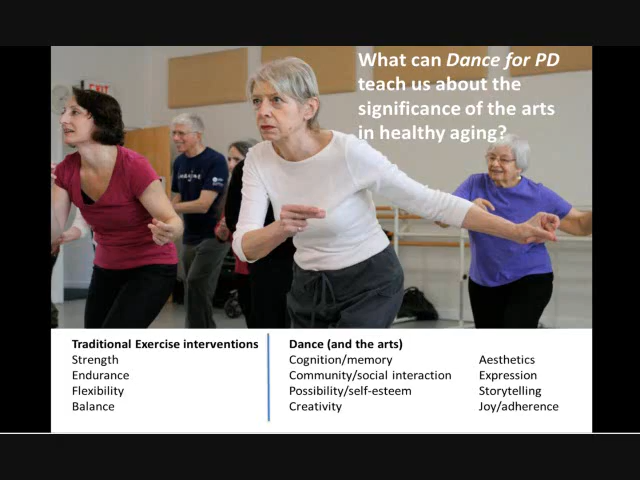 What can Dance for PD
teach us about the
significance of the arts
in healthy aging?
EXIT
Traditional Exercise interventions
Strength
Endurance
Flexibility
Balance
Dance (and the arts)
Cognition/memory
Community/social interaction
Possibility/self-esteem
Creativity
Aesthetics
Expression
Storytelling
Joy/adherence